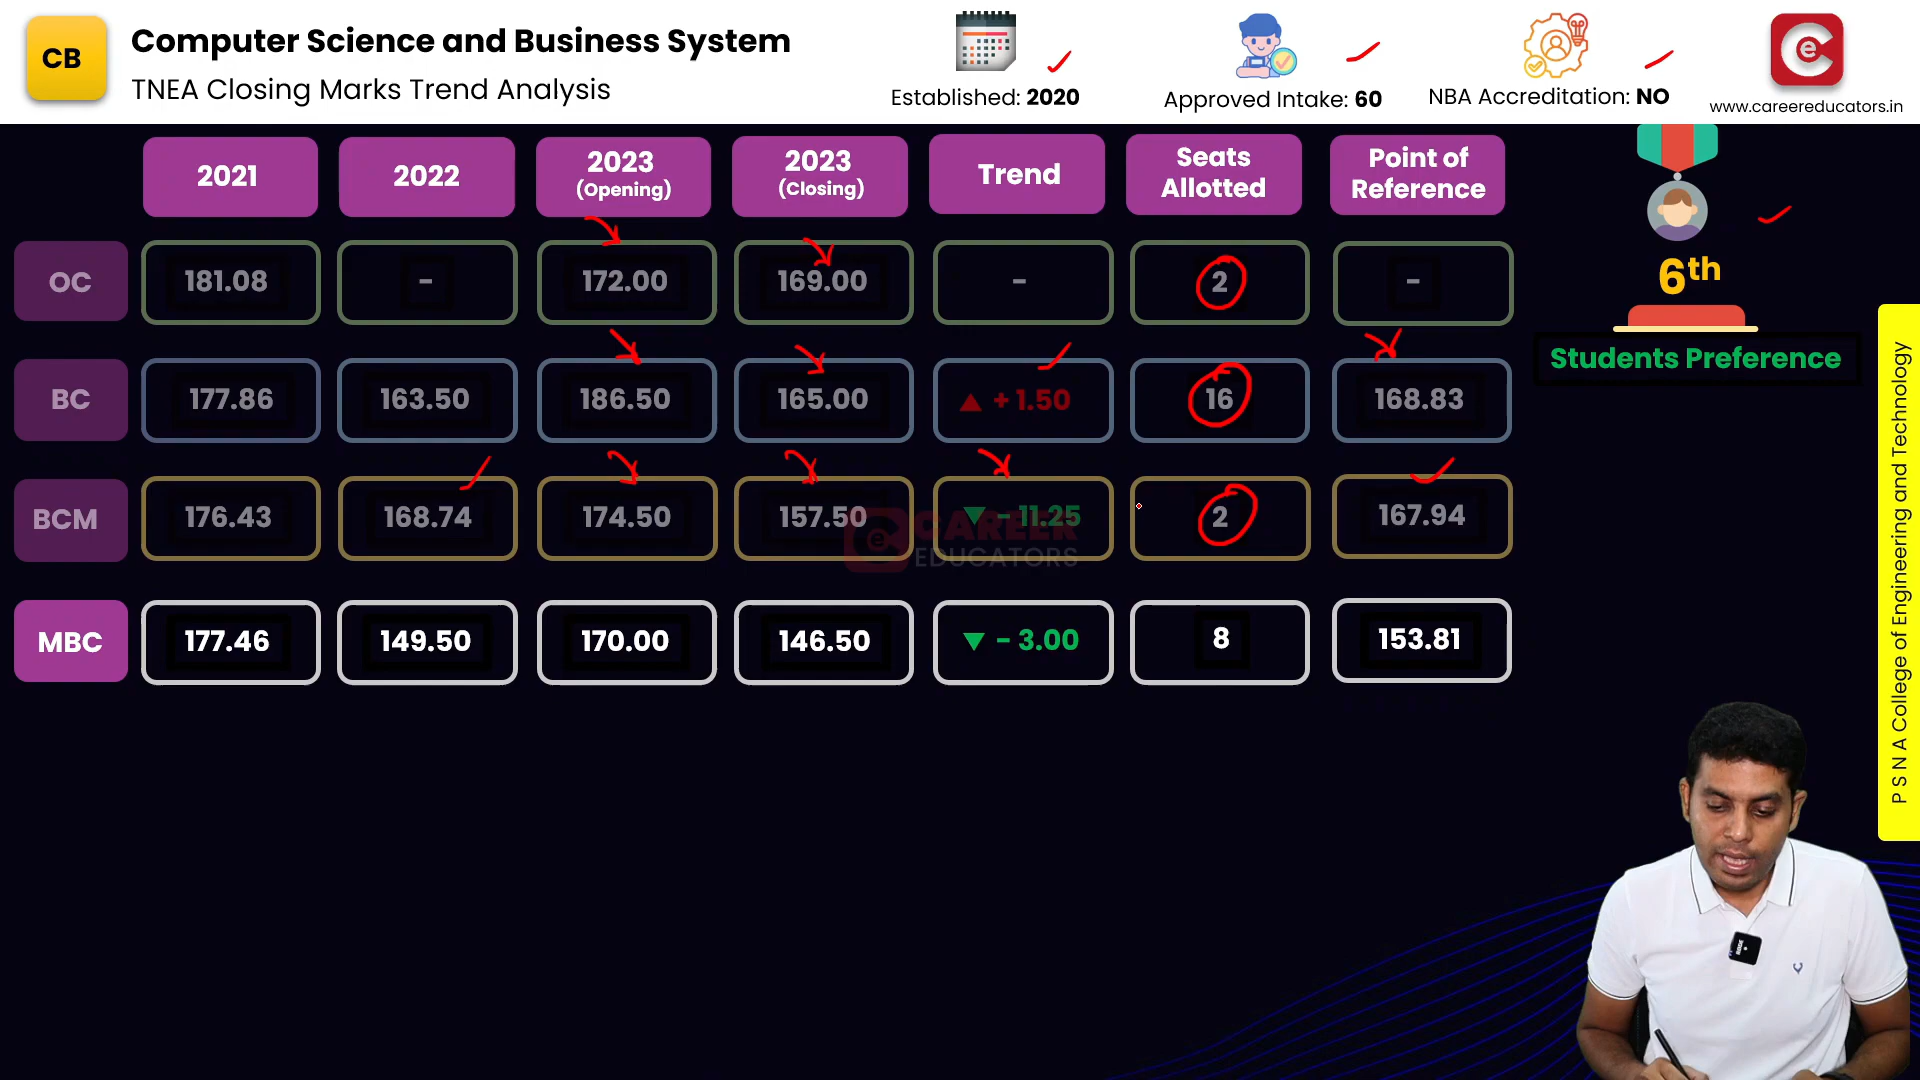 CB
Computer Science and Business System
TNEA Closing Marks Trend Analysis
Established: 2020
Approved Intake: 60
NBA Accreditation: NO
e
www.careereducators.in
2021
2022
2023
(Opening)
2023
(Closing)
Trend
Seats
Allotted
Point of
Reference
OC
181.08
-
172.00
169.00
-
2
-
BC
177.86
163.50
186.50
165.00
▲ + 1.50
16
168.83
BCM
176.43
168.74
174.50
157.50
▼ - 11.25
2
167.94
e CAREER
EDUCATORS
MBC
177.46
149.50
170.00
146.50
▼ - 3.00
8
153.81
6th
Students Preference
P S N A College of Engineering and Technology